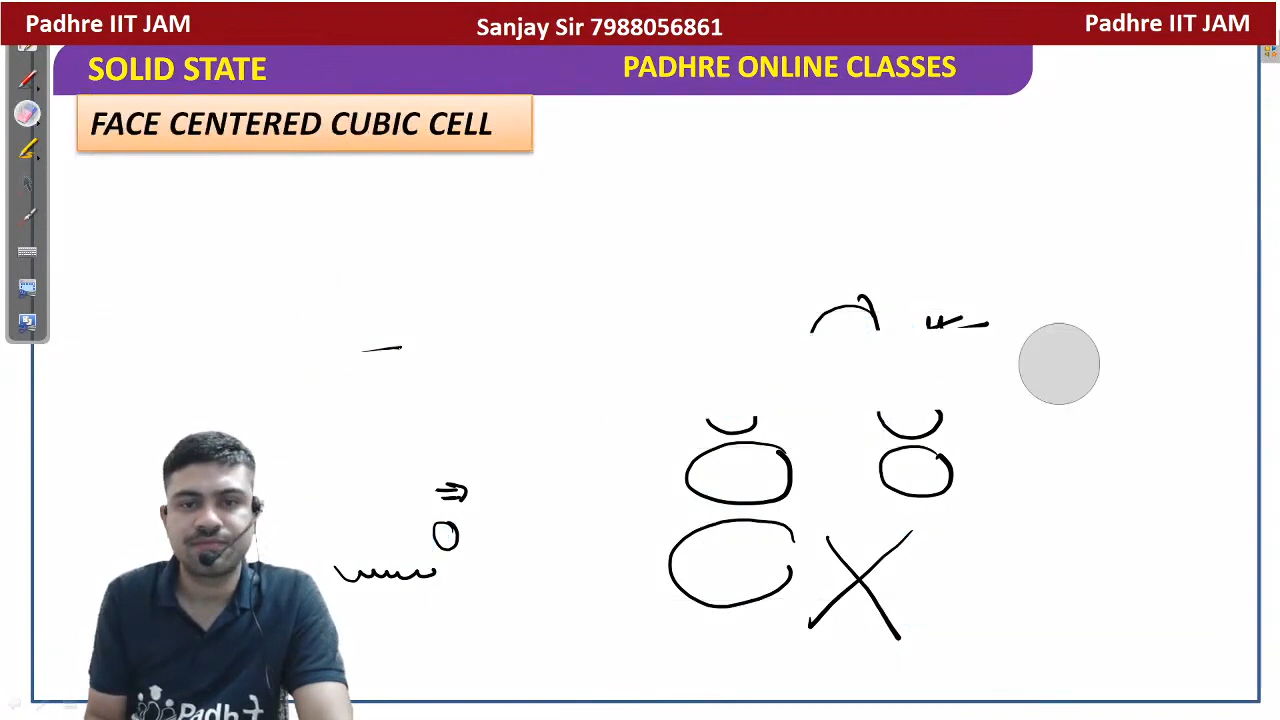 Padhre IIT JAM Sanjay Sir 7988056861 Padhre IIT JAM
SOLID STATE PADHRE ONLINE CLASSES
FACE CENTERED CUBIC CELL